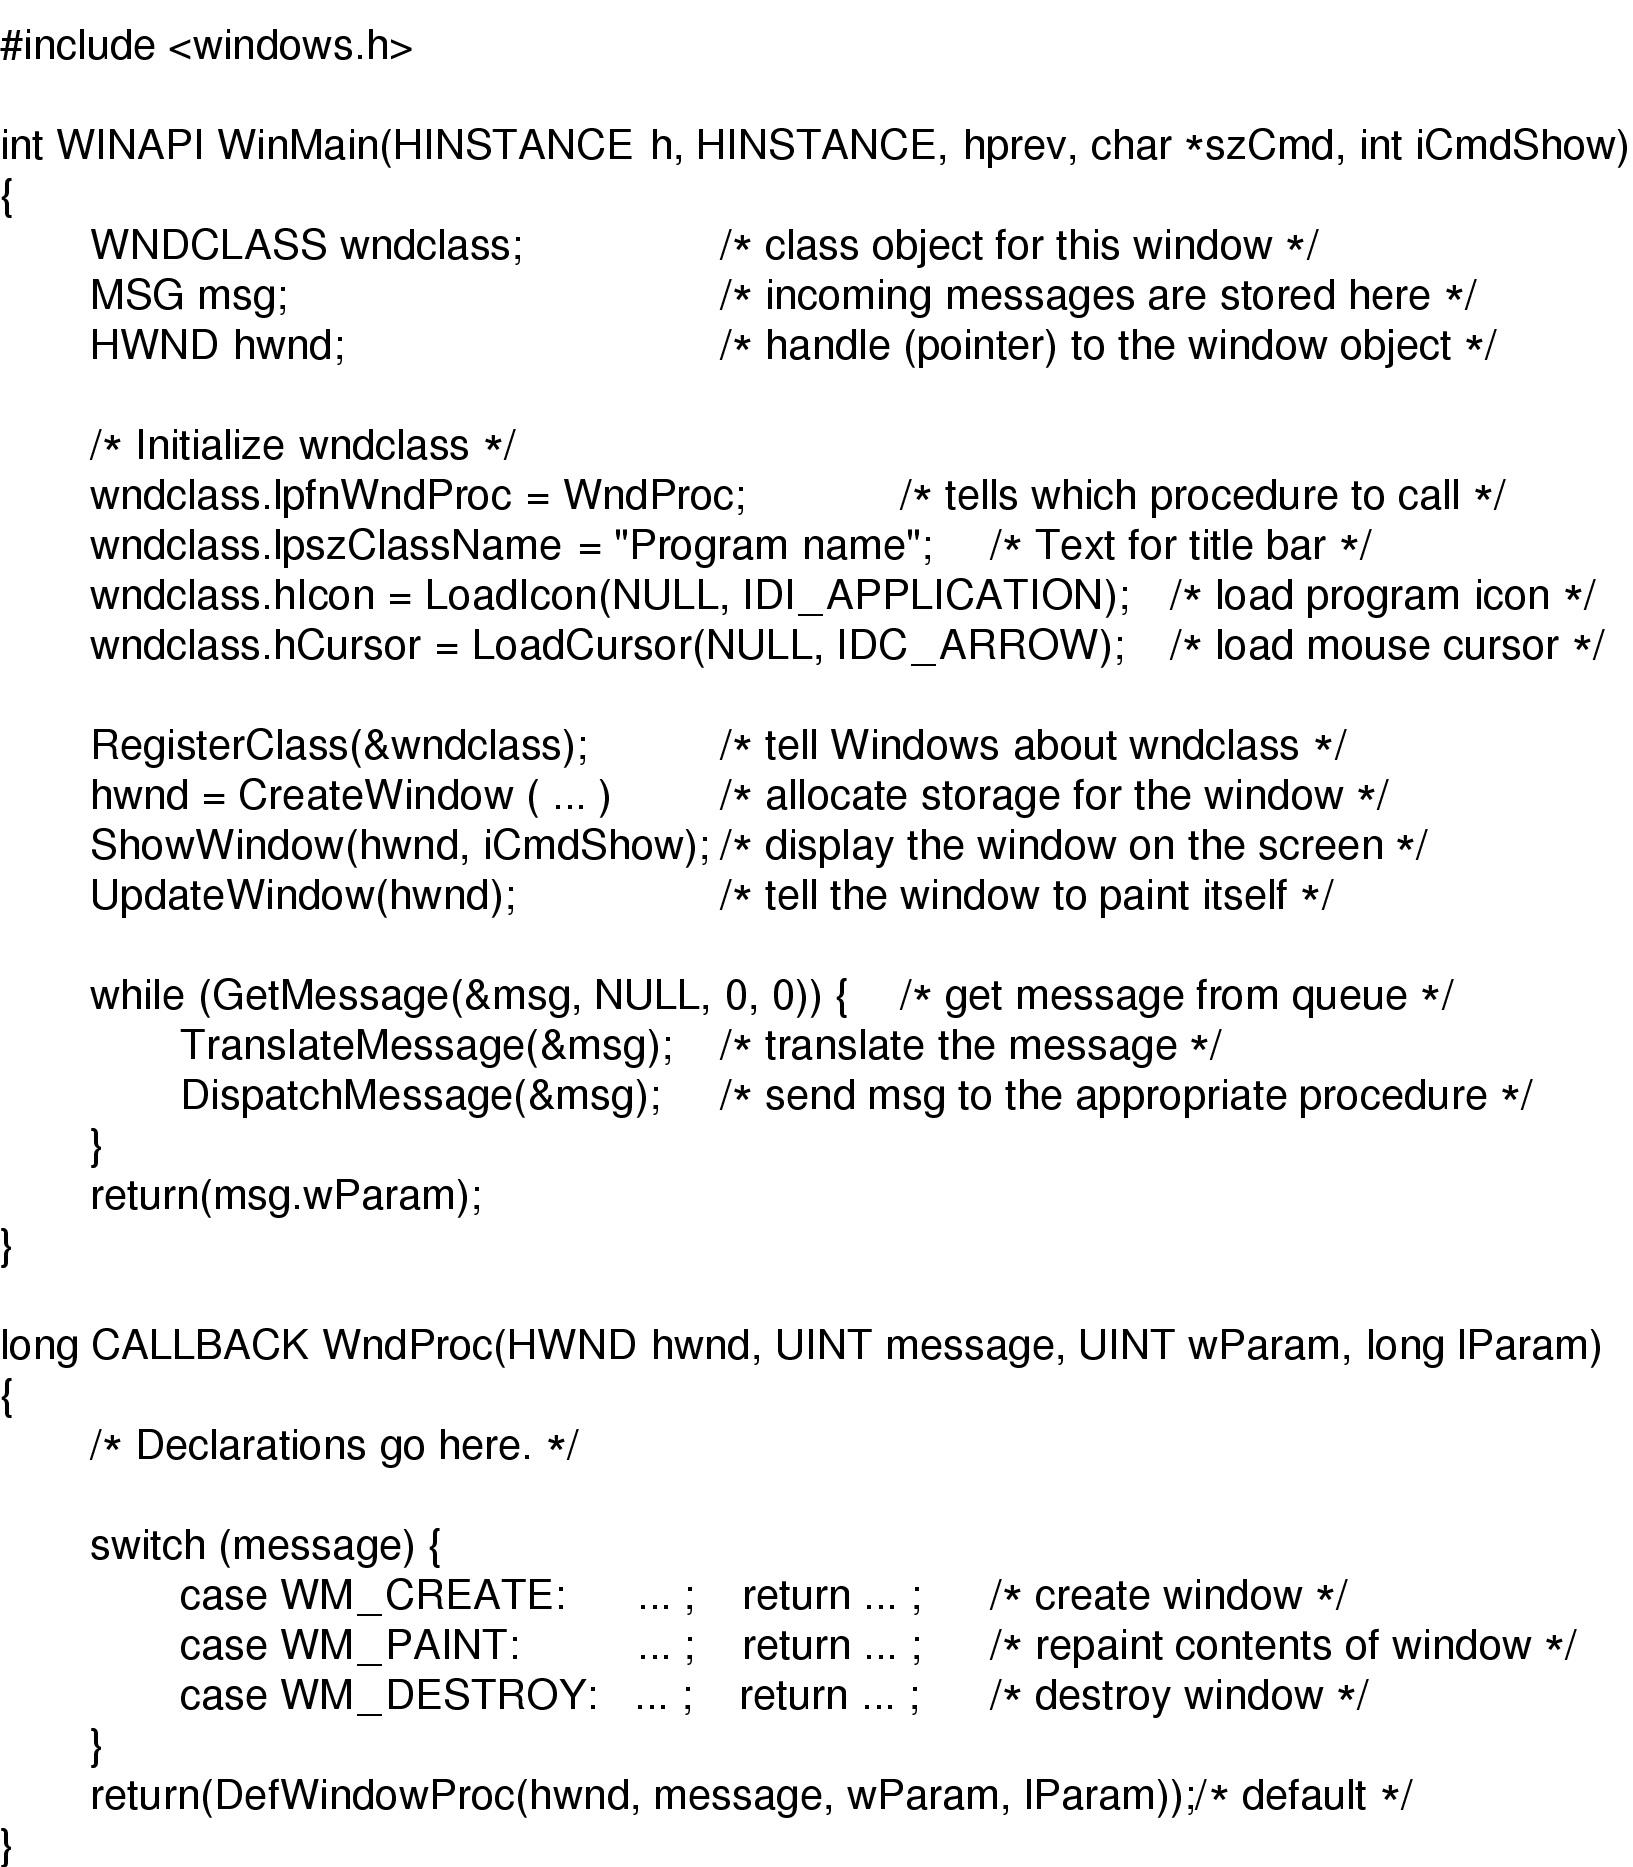 #include <windows.h>
int WINAPI WinMain(HINSTANCE h, HINSTANCE, hprev, char *szCmd, int iCmdShow)
{
WNDCLASS wndclass; /* class object for this window */
MSG msg; /* incoming messages are stored here */
HWND hwnd; /* handle (pointer) to the window object */
/* Initialize wndclass */
wndclass.lpfnWndProc = WndProc; /* tells which procedure to call */
wndclass.lpszClassName = "Program name"; /* Text for title bar */
wndclass.hIcon = LoadIcon(NULL, IDI_APPLICATION); /* load program icon */
wndclass.hCursor = LoadCursor(NULL, IDC_ARROW); /* load mouse cursor */
RegisterClass(&wndclass); /* tell Windows about wndclass */
hwnd = CreateWindow ( ... ) /* allocate storage for the window */
ShowWindow(hwnd, iCmdShow); /* display the window on the screen */
UpdateWindow(hwnd); /* tell the window to paint itself */
while (GetMessage(&msg, NULL, 0, 0)) { /* get message from queue */
TranslateMessage(&msg); /* translate the message */
DispatchMessage(&msg); /* send msg to the appropriate procedure */
}
return(msg.wParam);
}
long CALLBACK WndProc(HWND hwnd, UINT message, UINT wParam, long lParam)
{
/* Declarations go here. */
switch (message) {
case WM_CREATE: ... ; return ... ; /* create window */
case WM_PAINT: ... ; return ... ; /* repaint contents of window */
case WM_DESTROY: ... ; return ... ; /* destroy window */
}
return(DefWindowProc(hwnd, message, wParam, lParam));/* default */
}